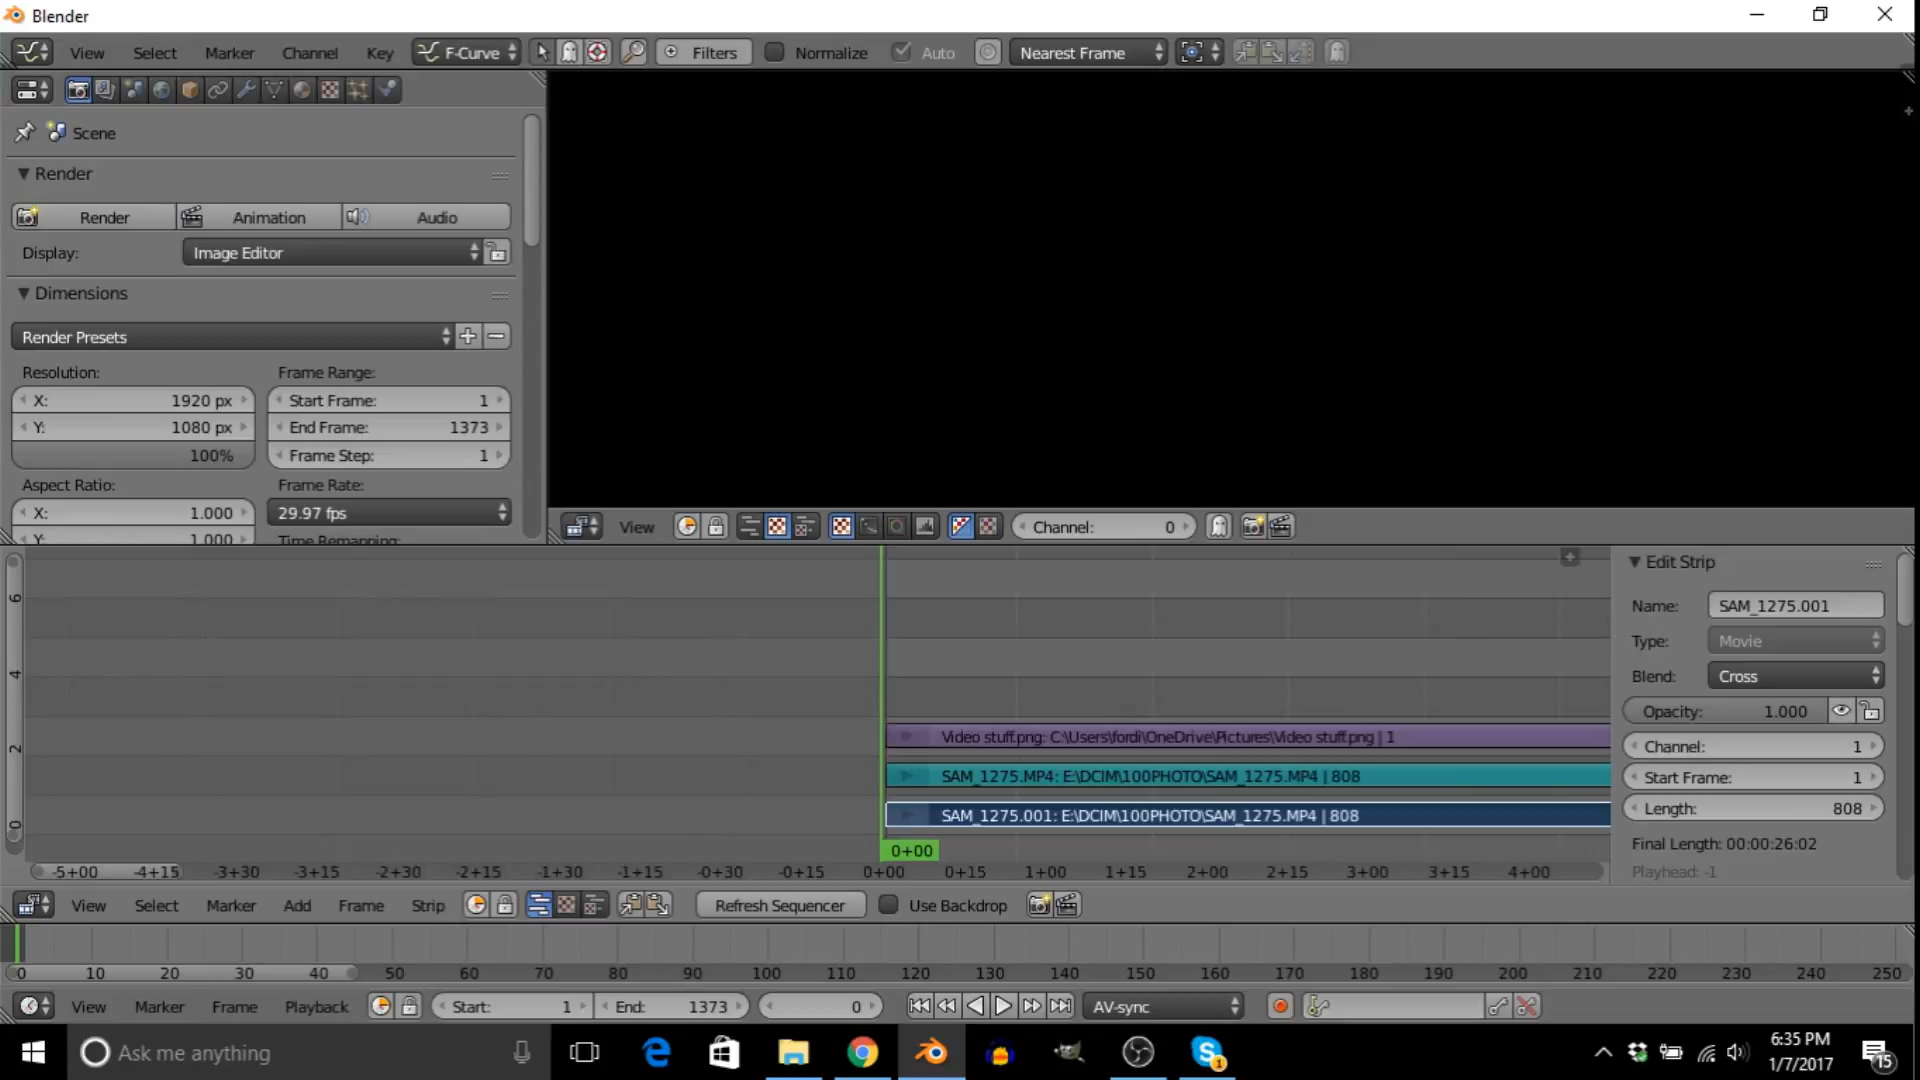 Blender
View Select Marker Channel Key F-Curve Filters Normalize Auto Nearest Frame
Scene
Render
Render Animation Audio
Display: Image Editor
Dimensions
Render Presets
Resolution: Frame Range:
X: 1920 px Start Frame: 1
Y: 1080 px End Frame: 1373
100% Frame Step: 1
Aspect Ratio: Frame Rate:
X: 1.000 29.97 fps
Y: 1.000 Time Remapping:
View Channel: 0
Edit Strip
Name: SAM_1275.001
Type: Movie
Blend: Cross
Opacity: 1.000
Channel: 1
Start Frame: 1
Length: 808
Final Length: 00:00:26:02
Playhead: -1
6
4
2
0
Video stuff.png: C:\Users\fordi\OneDrive\Pictures\Video stuff.png | 1
SAM_1275.MP4: E:\DCIM\100PHOTO\SAM_1275.MP4 | 808
SAM_1275.001: E:\DCIM\100PHOTO\SAM_1275.MP4 | 808
0+00
-5+00 -4+15 -3+30 -3+15 -2+30 -2+15 -1+30 -1+15 -0+30 -0+15 0+00 0+15 1+00 1+15 2+00 2+15 3+00 3+15 4+00
View Select Marker Add Frame Strip Refresh Sequencer Use Backdrop
0 10 20 30 40 50 60 70 80 90 100 110 120 130 140 150 160 170 180 190 200 210 220 230 240 250
View Marker Frame Playback Start: 1 End: 1373 0 AV-sync
Ask me anything
6:35 PM
1/7/2017
1
15